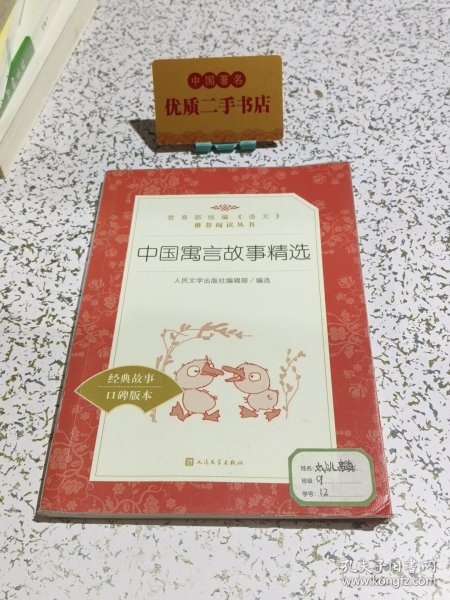 中国著名
优质二手书店
教育部统编《语文》
推荐阅读丛书
中国寓言故事精选
人民文学出版社编辑部／编选
经典故事
口碑版本
人民文学出版社
姓名:
班级: 9
学号: 12
孔夫子旧书网
www.kongfz.com